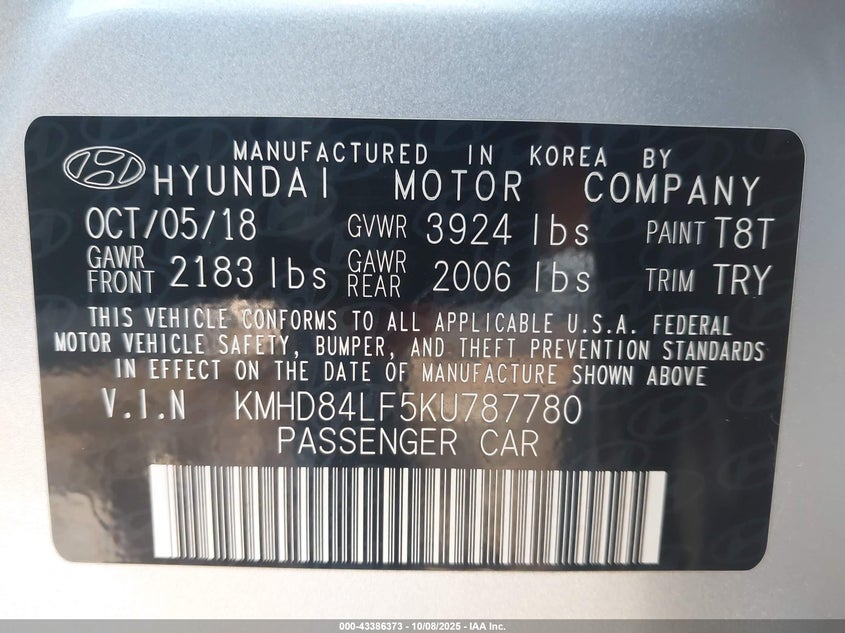 MANUFACTURED IN KOREA BY
HYUNDAI MOTOR COMPANY
OCT/05/18 GVWR 3924 lbs PAINT T8T
GAWR FRONT 2183 lbs GAWR REAR 2006 lbs TRIM TRY
THIS VEHICLE CONFORMS TO ALL APPLICABLE U.S.A. FEDERAL
MOTOR VEHICLE SAFETY, BUMPER, AND THEFT PREVENTION STANDARDS
IN EFFECT ON THE DATE OF MANUFACTURE SHOWN ABOVE
V.I.N KMHD84LF5KU787780
PASSENGER CAR
000-43386373 - 10/08/2025 - IAA Inc.